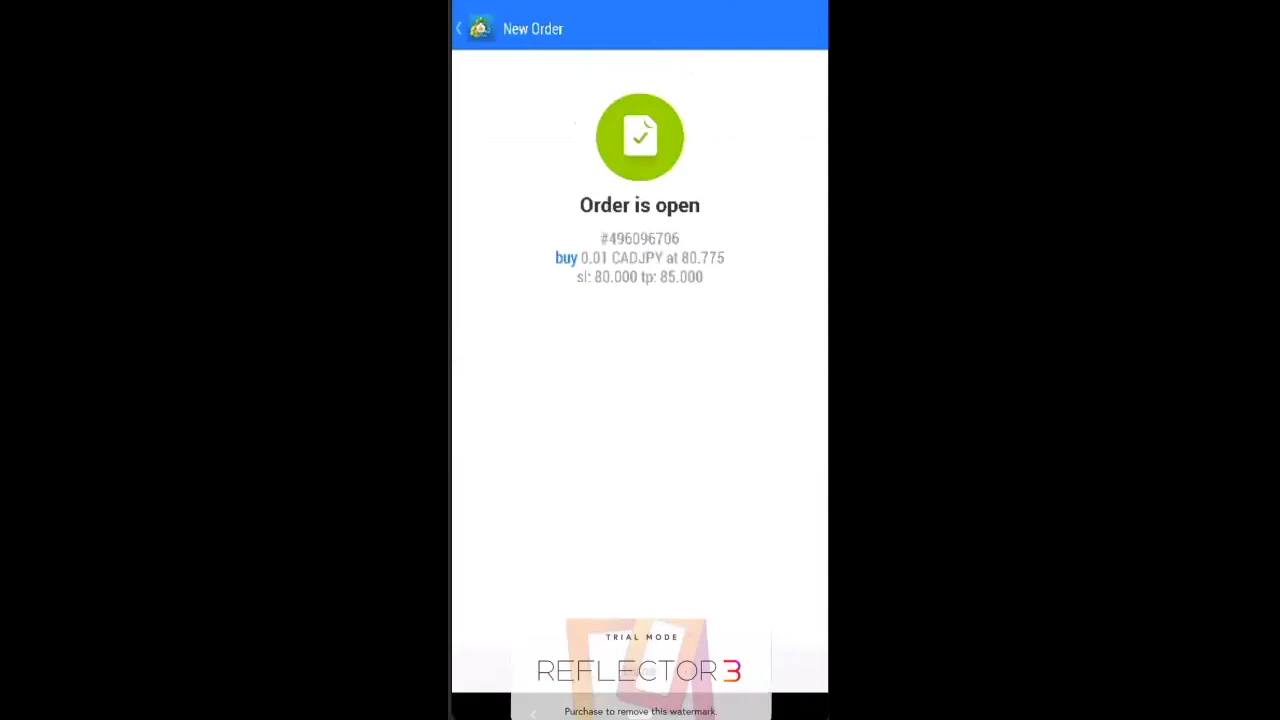 New Order
Order is open
#496096706
buy 0.01 CADJPY at 80.775
sl: 80.000 tp: 85.000
TRIAL MODE
REFLECTOR 3
Purchase to remove this watermark.